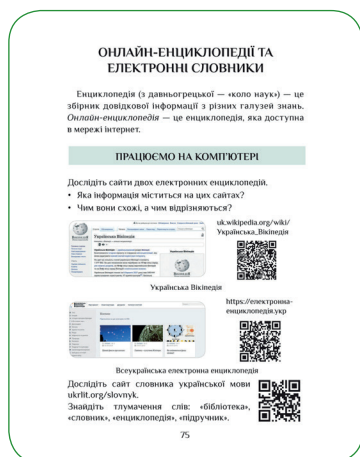 ОНЛАЙН-ЕНЦИКЛОПЕДІЇ ТА
ЕЛЕКТРОННІ СЛОВНИКИ
Енциклопедія (з давньогрецької — «коло наук») — це
збірник довідкової інформації з різних галузей знань.
Онлайн-енциклопедія — це енциклопедія, яка доступна
в мережі інтернет.
ПРАЦЮЄМО НА КОМП'ЮТЕРІ
Дослідіть сайти двох електронних енциклопедій.
• Яка інформація міститься на цих сайтах?
• Чим вони схожі, а чим відрізняються?
uk.wikipedia.org/wiki/
Українська_Вікіпедія
Українська Вікіпедія
Українська Вікіпедія
https://електронна-
енциклопедія.укр
Всеукраїнська електронна енциклопедія
Дослідіть сайт словника української мови
ukrlit.org/slovnyk.
Знайдіть тлумачення слів: «бібліотека»,
«словник», «енциклопедія», «підручник».
75